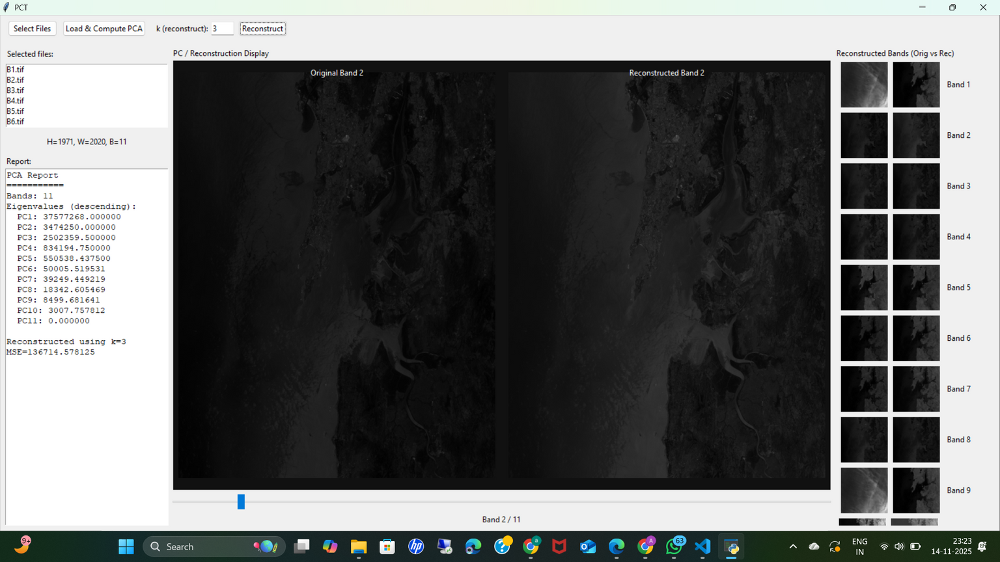 PCT
Select Files
Load & Compute PCA
k (reconstruct):
3
Reconstruct
Selected files:
B1.tif
B2.tif
B3.tif
B4.tif
B5.tif
B6.tif
H=1971, W=2020, B=11
Report:
PCA Report
===========
Bands: 11
Eigenvalues (descending):
PC1: 37577268.000000
PC2: 3474250.000000
PC3: 2502359.500000
PC4: 834194.750000
PC5: 550538.437500
PC6: 50005.519531
PC7: 39249.449219
PC8: 18342.605469
PC9: 8499.681641
PC10: 3007.757812
PC11: 0.000000
Reconstructed using k=3
MSE=136714.578125
PC / Reconstruction Display
Original Band 2
Reconstructed Band 2
Band 2 / 11
Reconstructed Bands (Orig vs Rec)
Band 1
Band 2
Band 3
Band 4
Band 5
Band 6
Band 7
Band 8
Band 9
9+
Search
hp
?
a
A
63
ENG
IN
23:23
14-11-2025